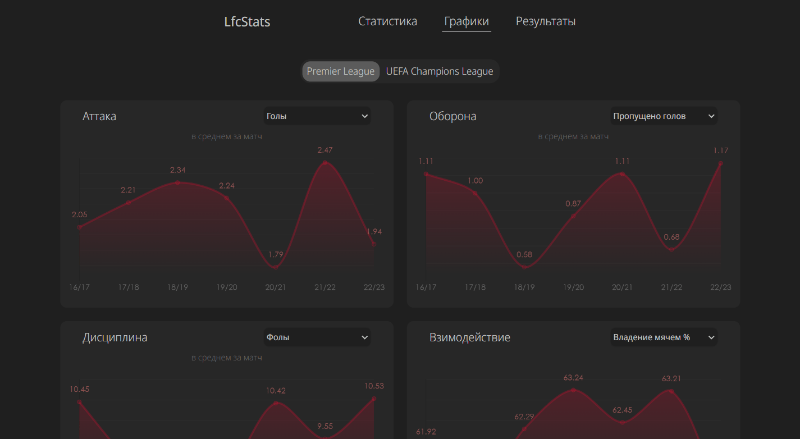 LfcStats Статистика Графики Результаты
Premier League UEFA Champions League
Аттака Голы
в среднем за матч
2.05 2.21 2.34 2.24 1.79 2.47 1.94
16/17 17/18 18/19 19/20 20/21 21/22 22/23
Оборона Пропущено голов
в среднем за матч
1.11 1.00 0.58 0.87 1.11 0.68 1.17
16/17 17/18 18/19 19/20 20/21 21/22 22/23
Дисциплина Фолы
в среднем за матч
10.45 10.42 9.55 10.53
Взимодействие Владение мячем %
61.92 62.29 63.24 62.45 63.21